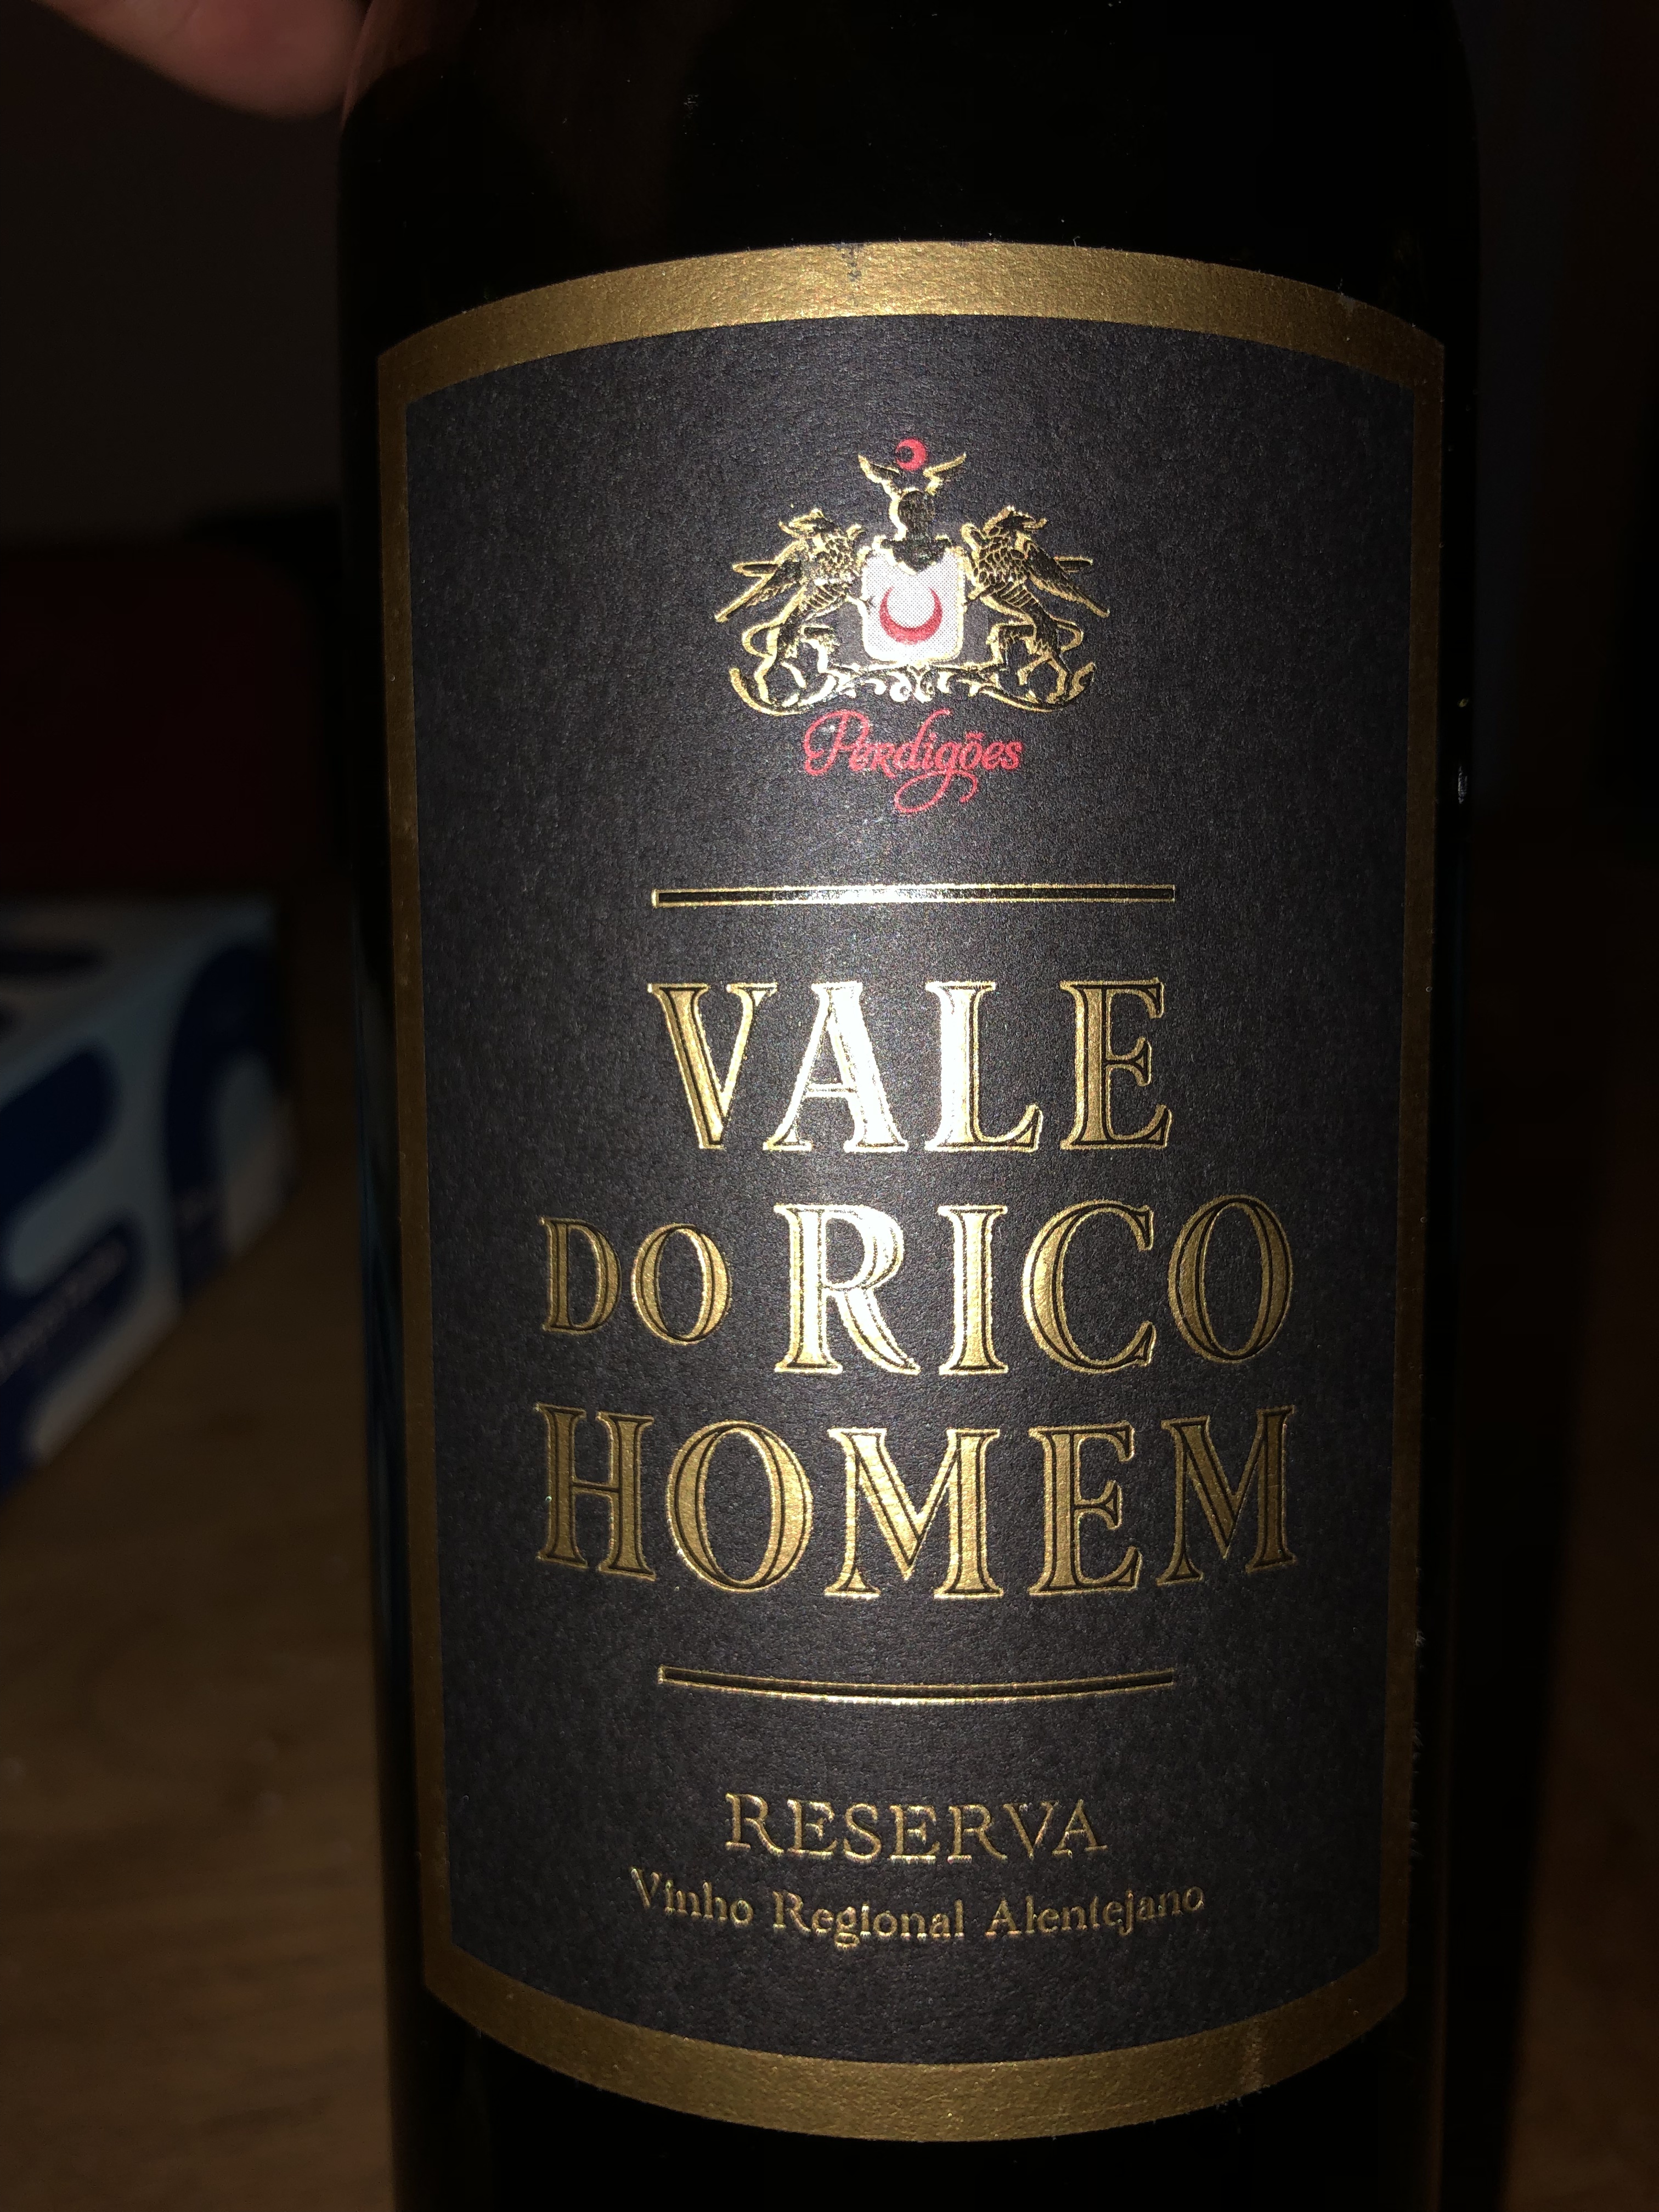 Perdigões
VALE
DO RICO
HOMEM
RESERVA
Vinho Regional Alentejano